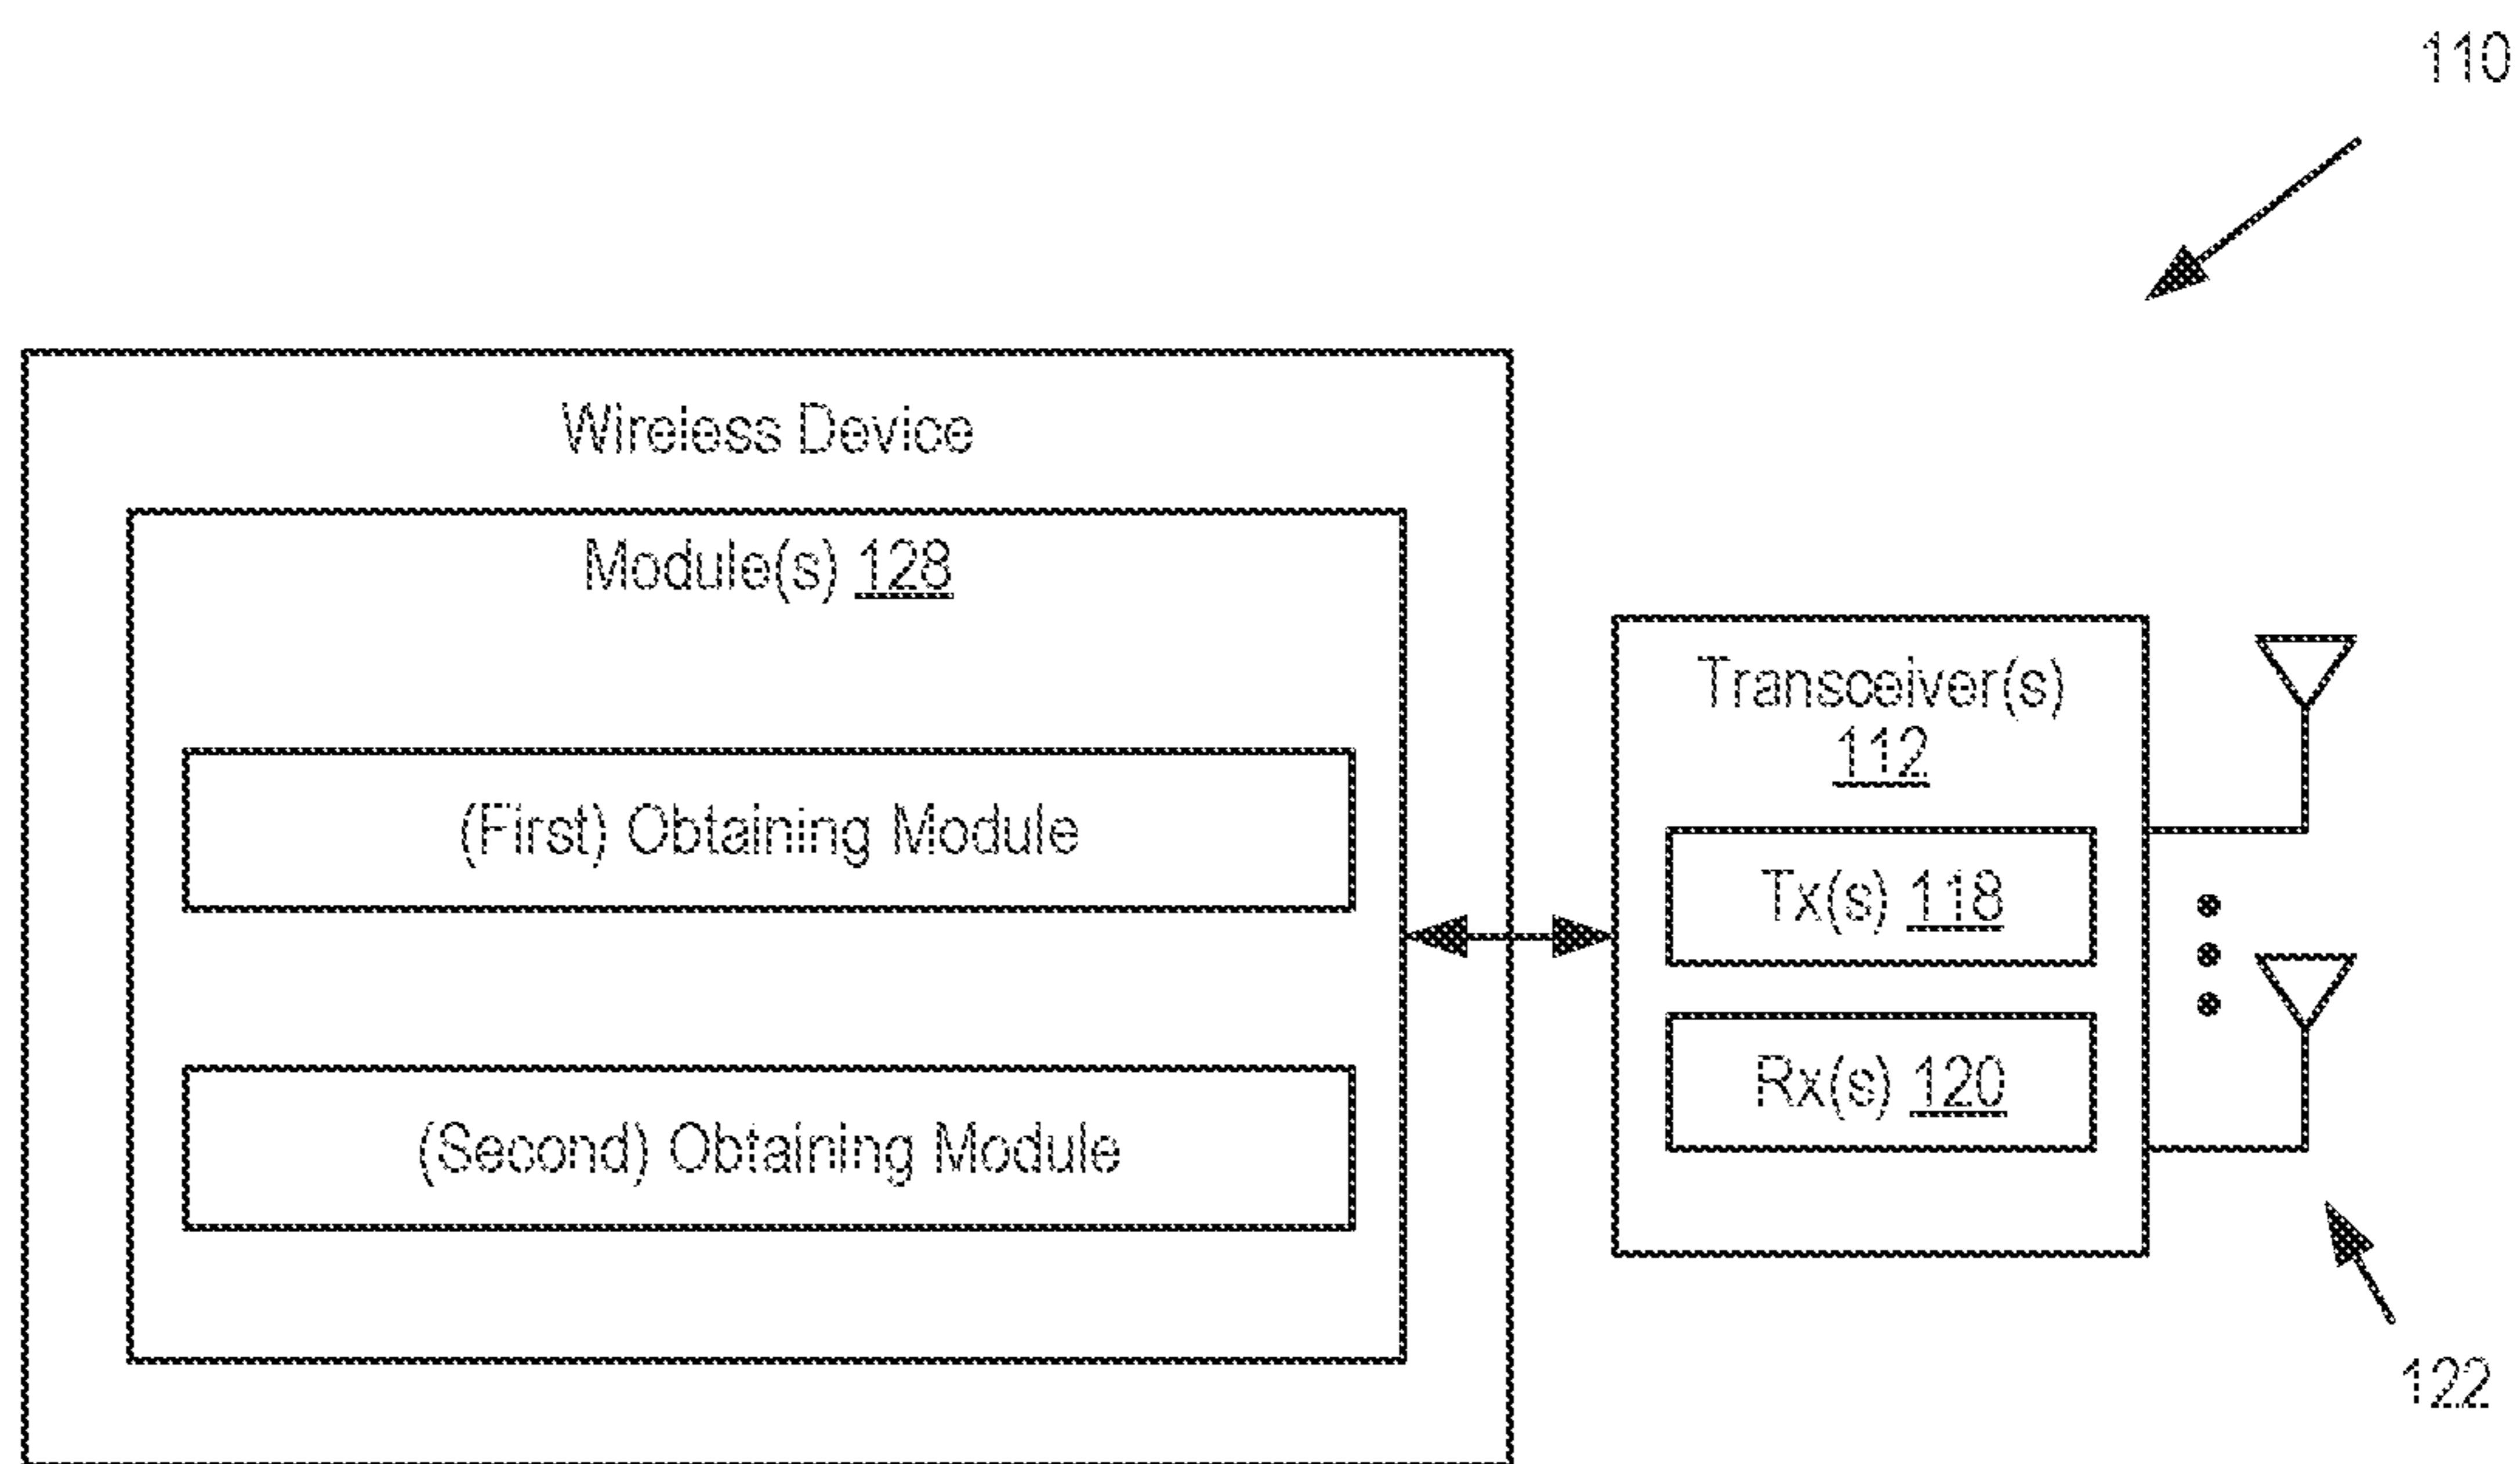 110
Wireless Device
Module(s) 128
(First) Obtaining Module
(Second) Obtaining Module
Transceiver(s)
112
Tx(s) 118
Rx(s) 120
122